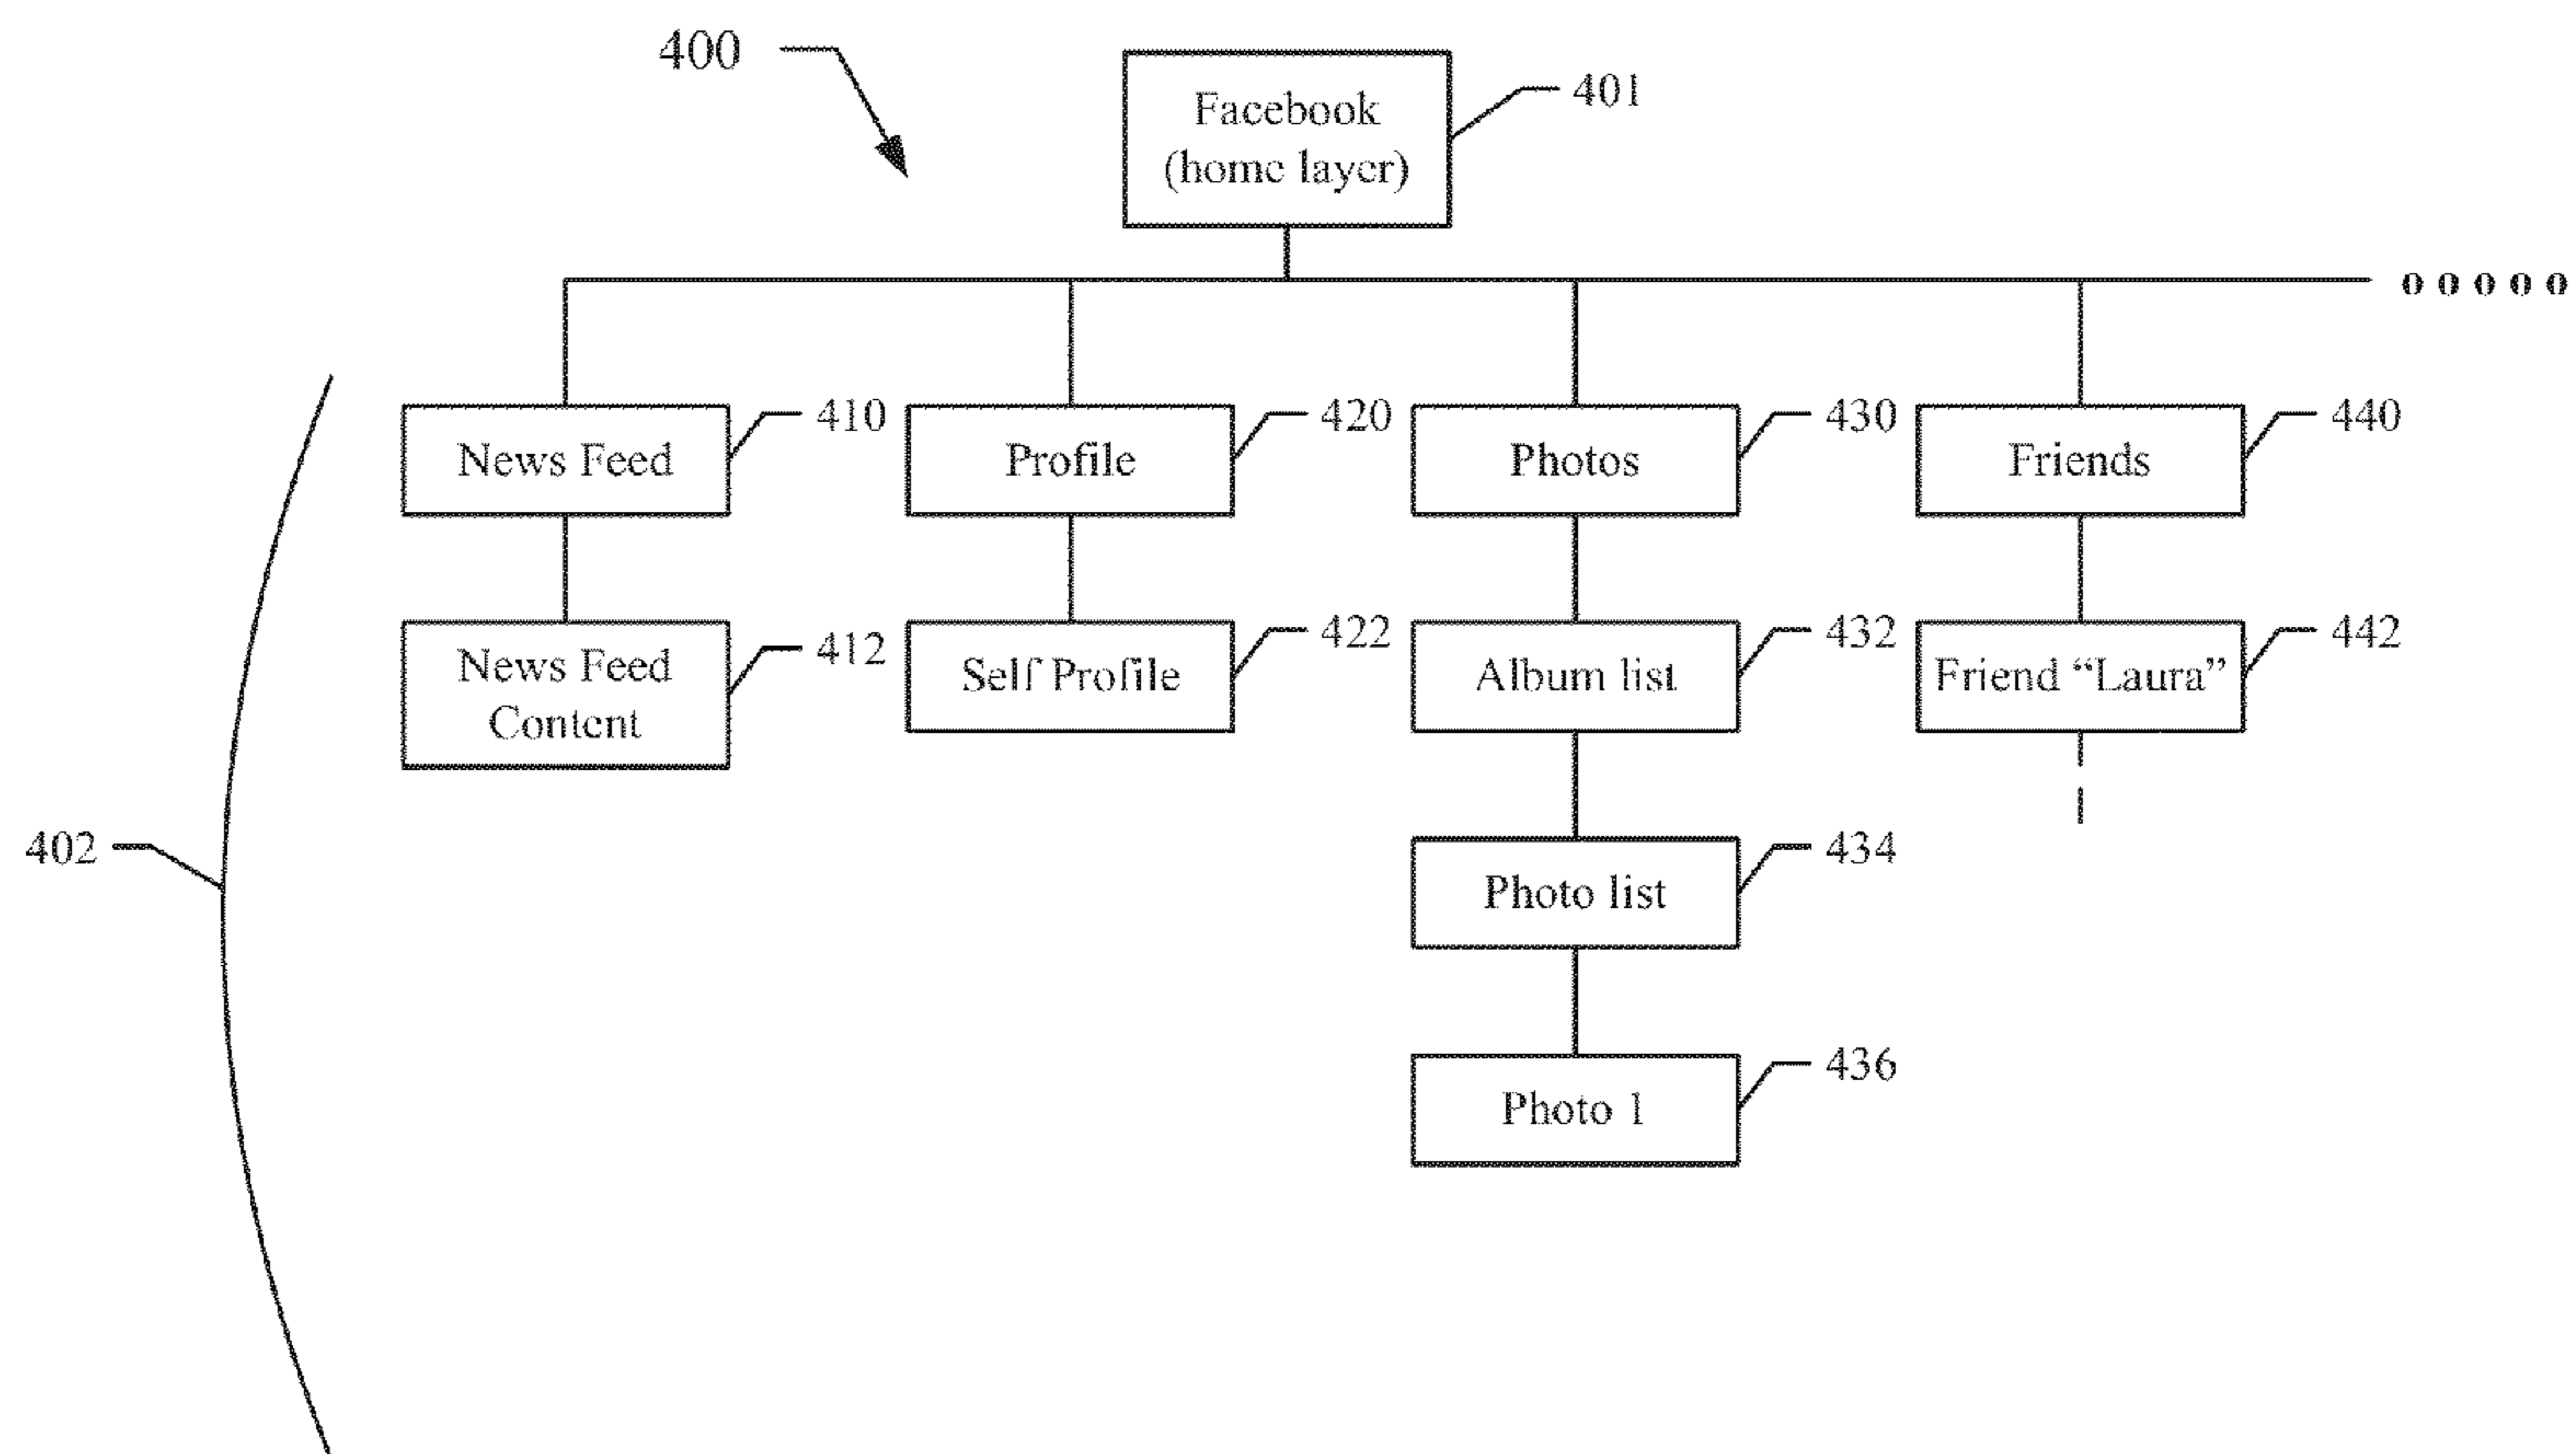 400
Facebook
(home layer)
401
o o o o o
News Feed
410
Profile
420
Photos
430
Friends
440
News Feed
Content
412
Self Profile
422
Album list
432
Friend “Laura”
442
402
Photo list
434
Photo 1
436